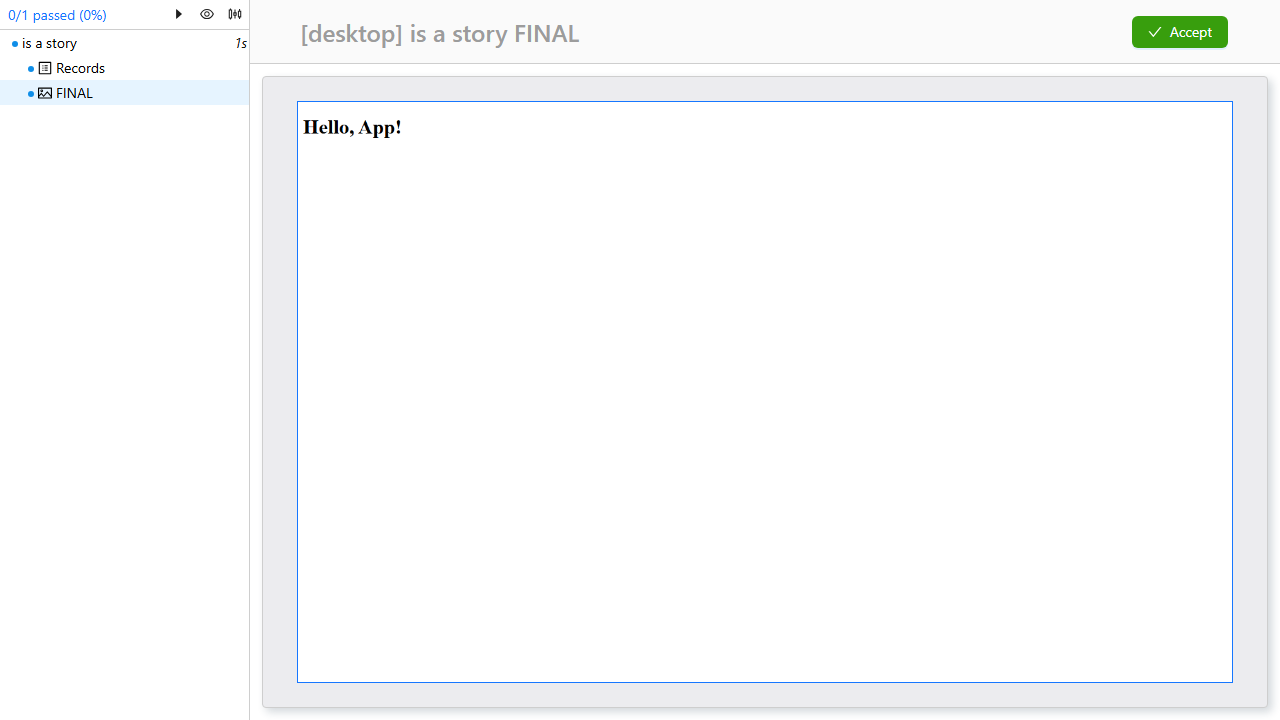 0/1 passed (0%)
is a story 1s
Records
FINAL
[desktop] is a story FINAL
Accept
Hello, App!